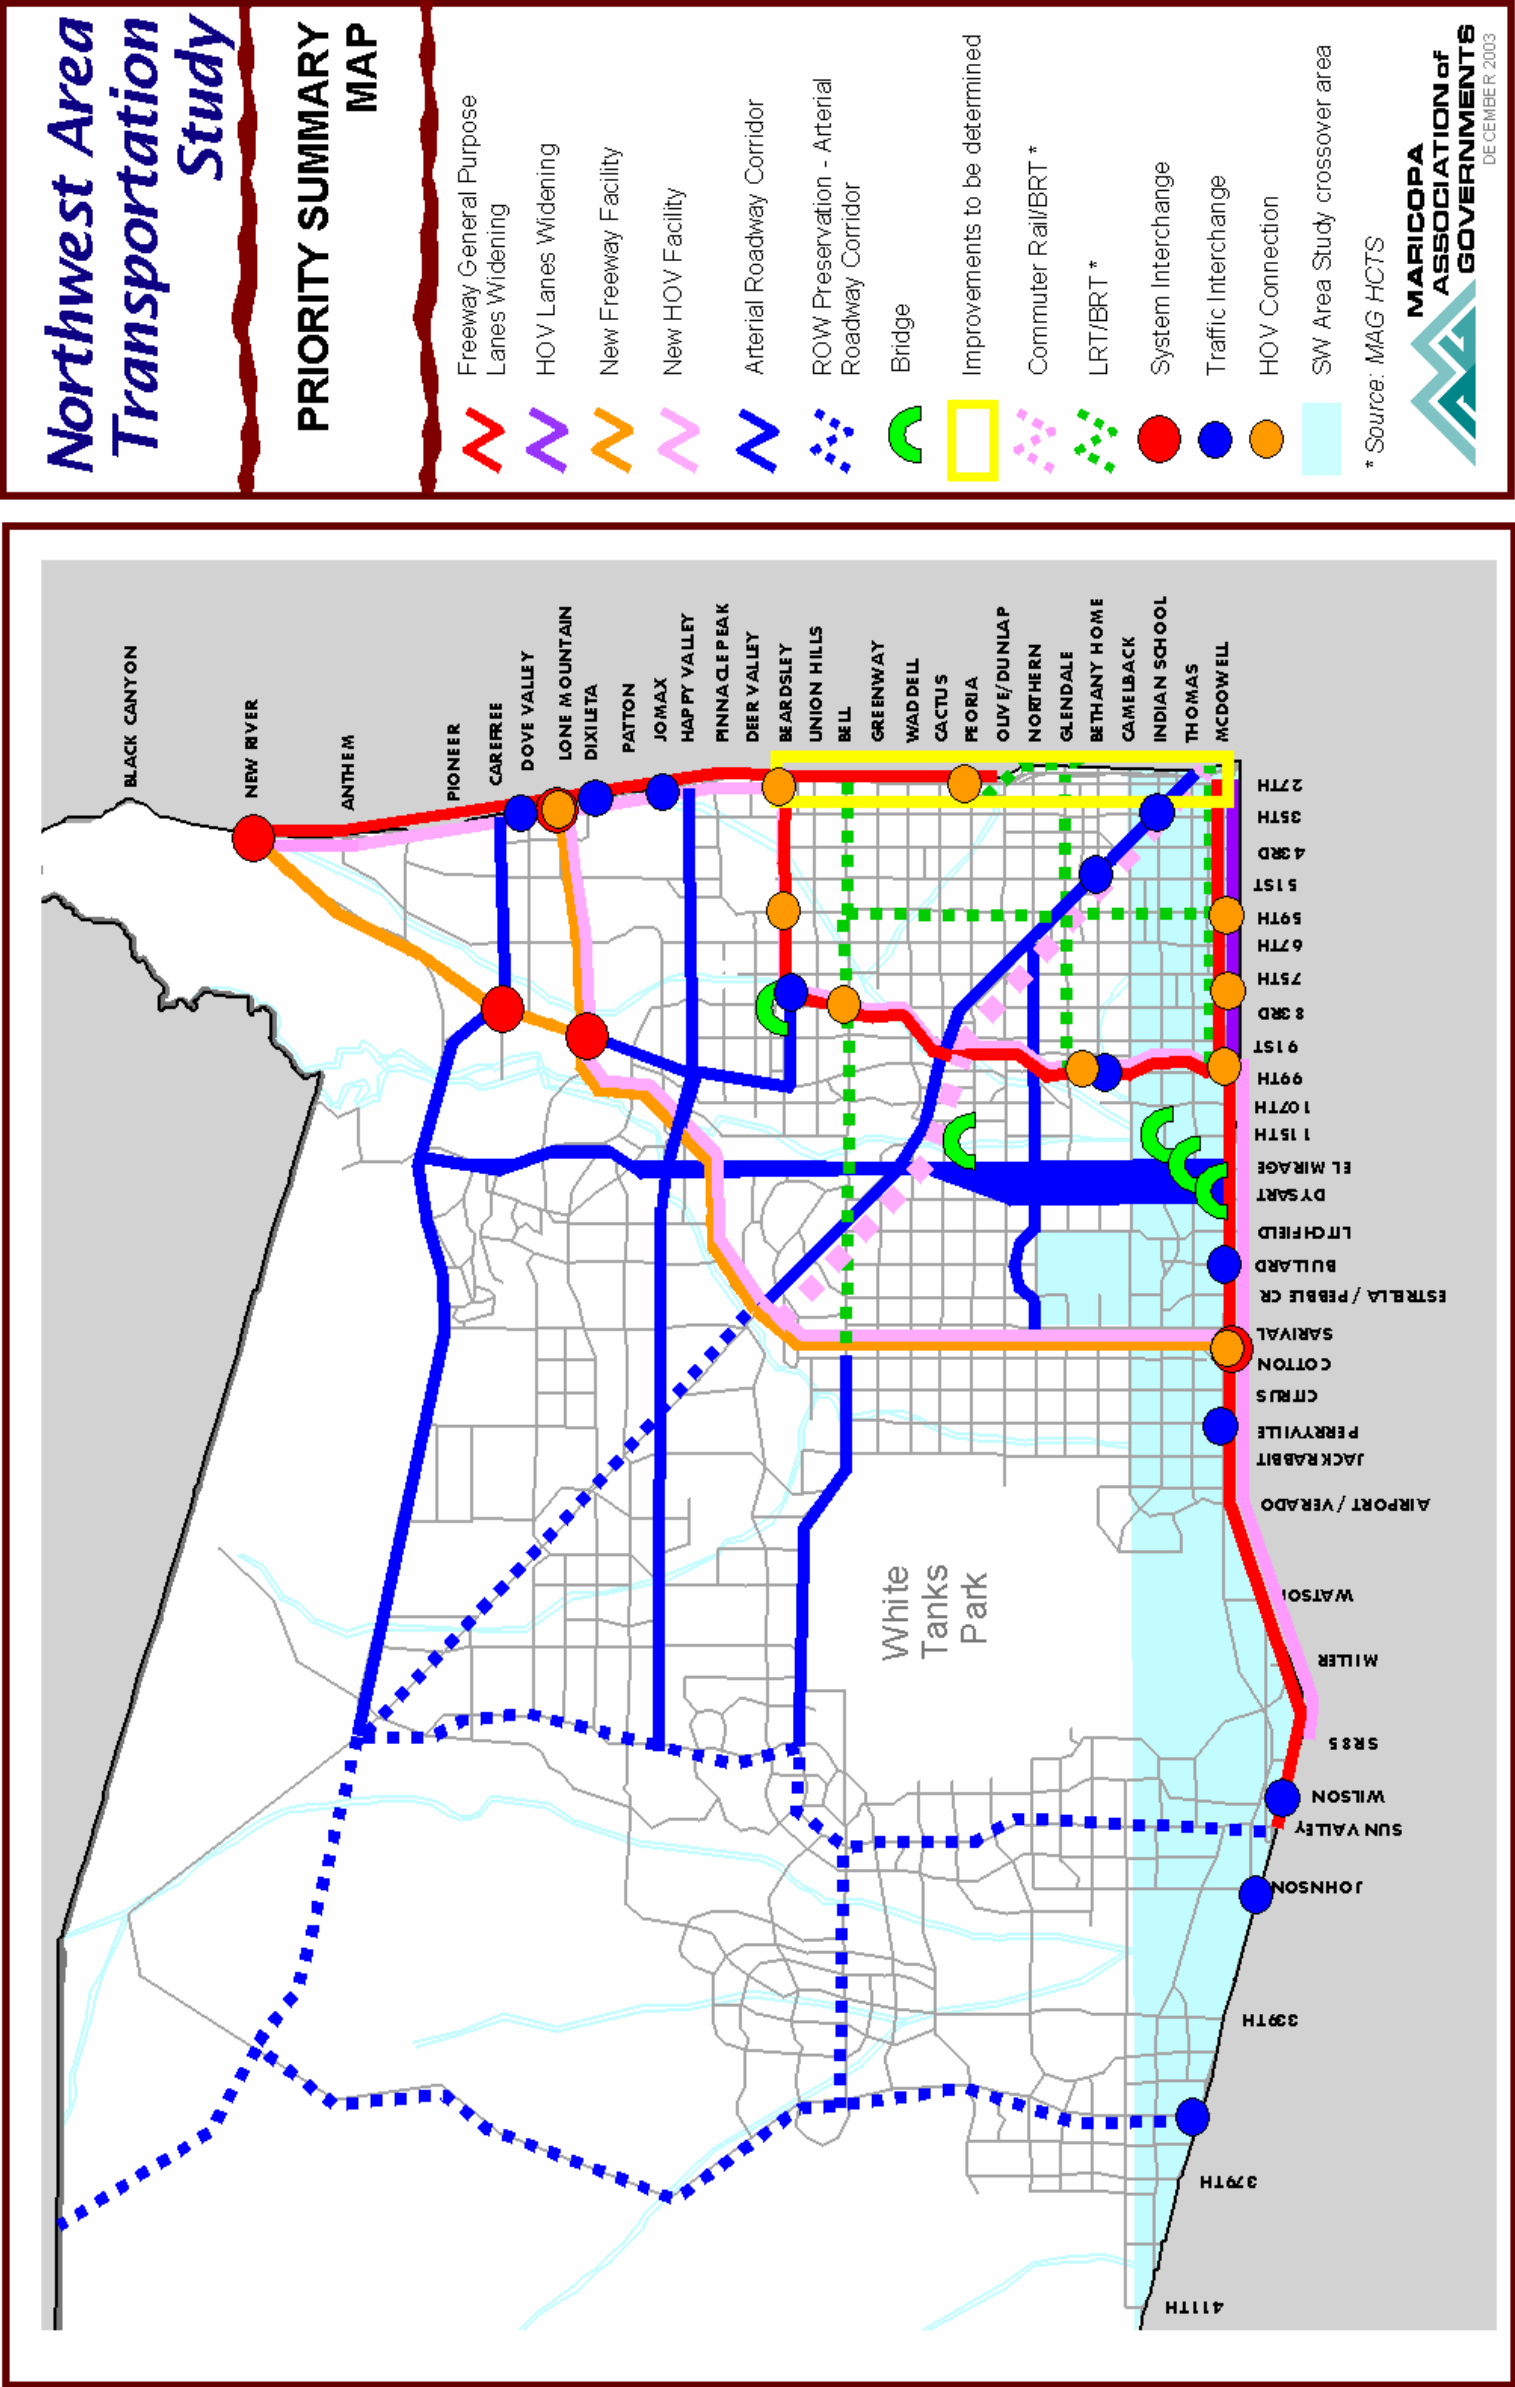 Northwest Area
Transportation
Study
PRIORITY SUMMARY
MAP
Freeway General Purpose
Lanes Widening
HOV Lanes Widening
New Freeway Facility
New HOV Facility
Arterial Roadway Corridor
ROW Preservation - Arterial
Roadway Corridor
Bridge
Improvements to be determined
Commuter Rail/BRT *
LRT/BRT *
System Interchange
Traffic Interchange
HOV Connection
SW Area Study crossover area
* Source: MAG HCTS
MARICOPA
ASSOCIATION of
GOVERNMENTS
DECEMBER 2003
BLACK CANYON
NEW RIVER
ANTHEM
PIONEER
CAREFREE
DOVE VALLEY
LONE MOUNTAIN
DIXILETA
PATTON
JOMAX
HAPPY VALLEY
PINNACLE PEAK
DEER VALLEY
BEARDSLEY
UNION HILLS
BELL
GREENWAY
WADDELL
CACTUS
PEORIA
OLIVE/DUNLAP
NORTHERN
GLENDALE
BETHANY HOME
CAMELBACK
INDIAN SCHOOL
THOMAS
MCDOWELL
27TH
35TH
43RD
51ST
59TH
67TH
75TH
83RD
91ST
99TH
107TH
115TH
EL MIRAGE
DYSART
LITCHFIELD
BULLARD
ESTRELLA / PEBBLE CR
SARIVAL
COTTON
CITRUS
PERRYVILLE
JACKRABBIT
AIRPORT / VERADO
WATSON
MILLER
SR85
WILSON
SUN VALLEY
JOHNSON
339TH
379TH
411TH
White
Tanks
Park